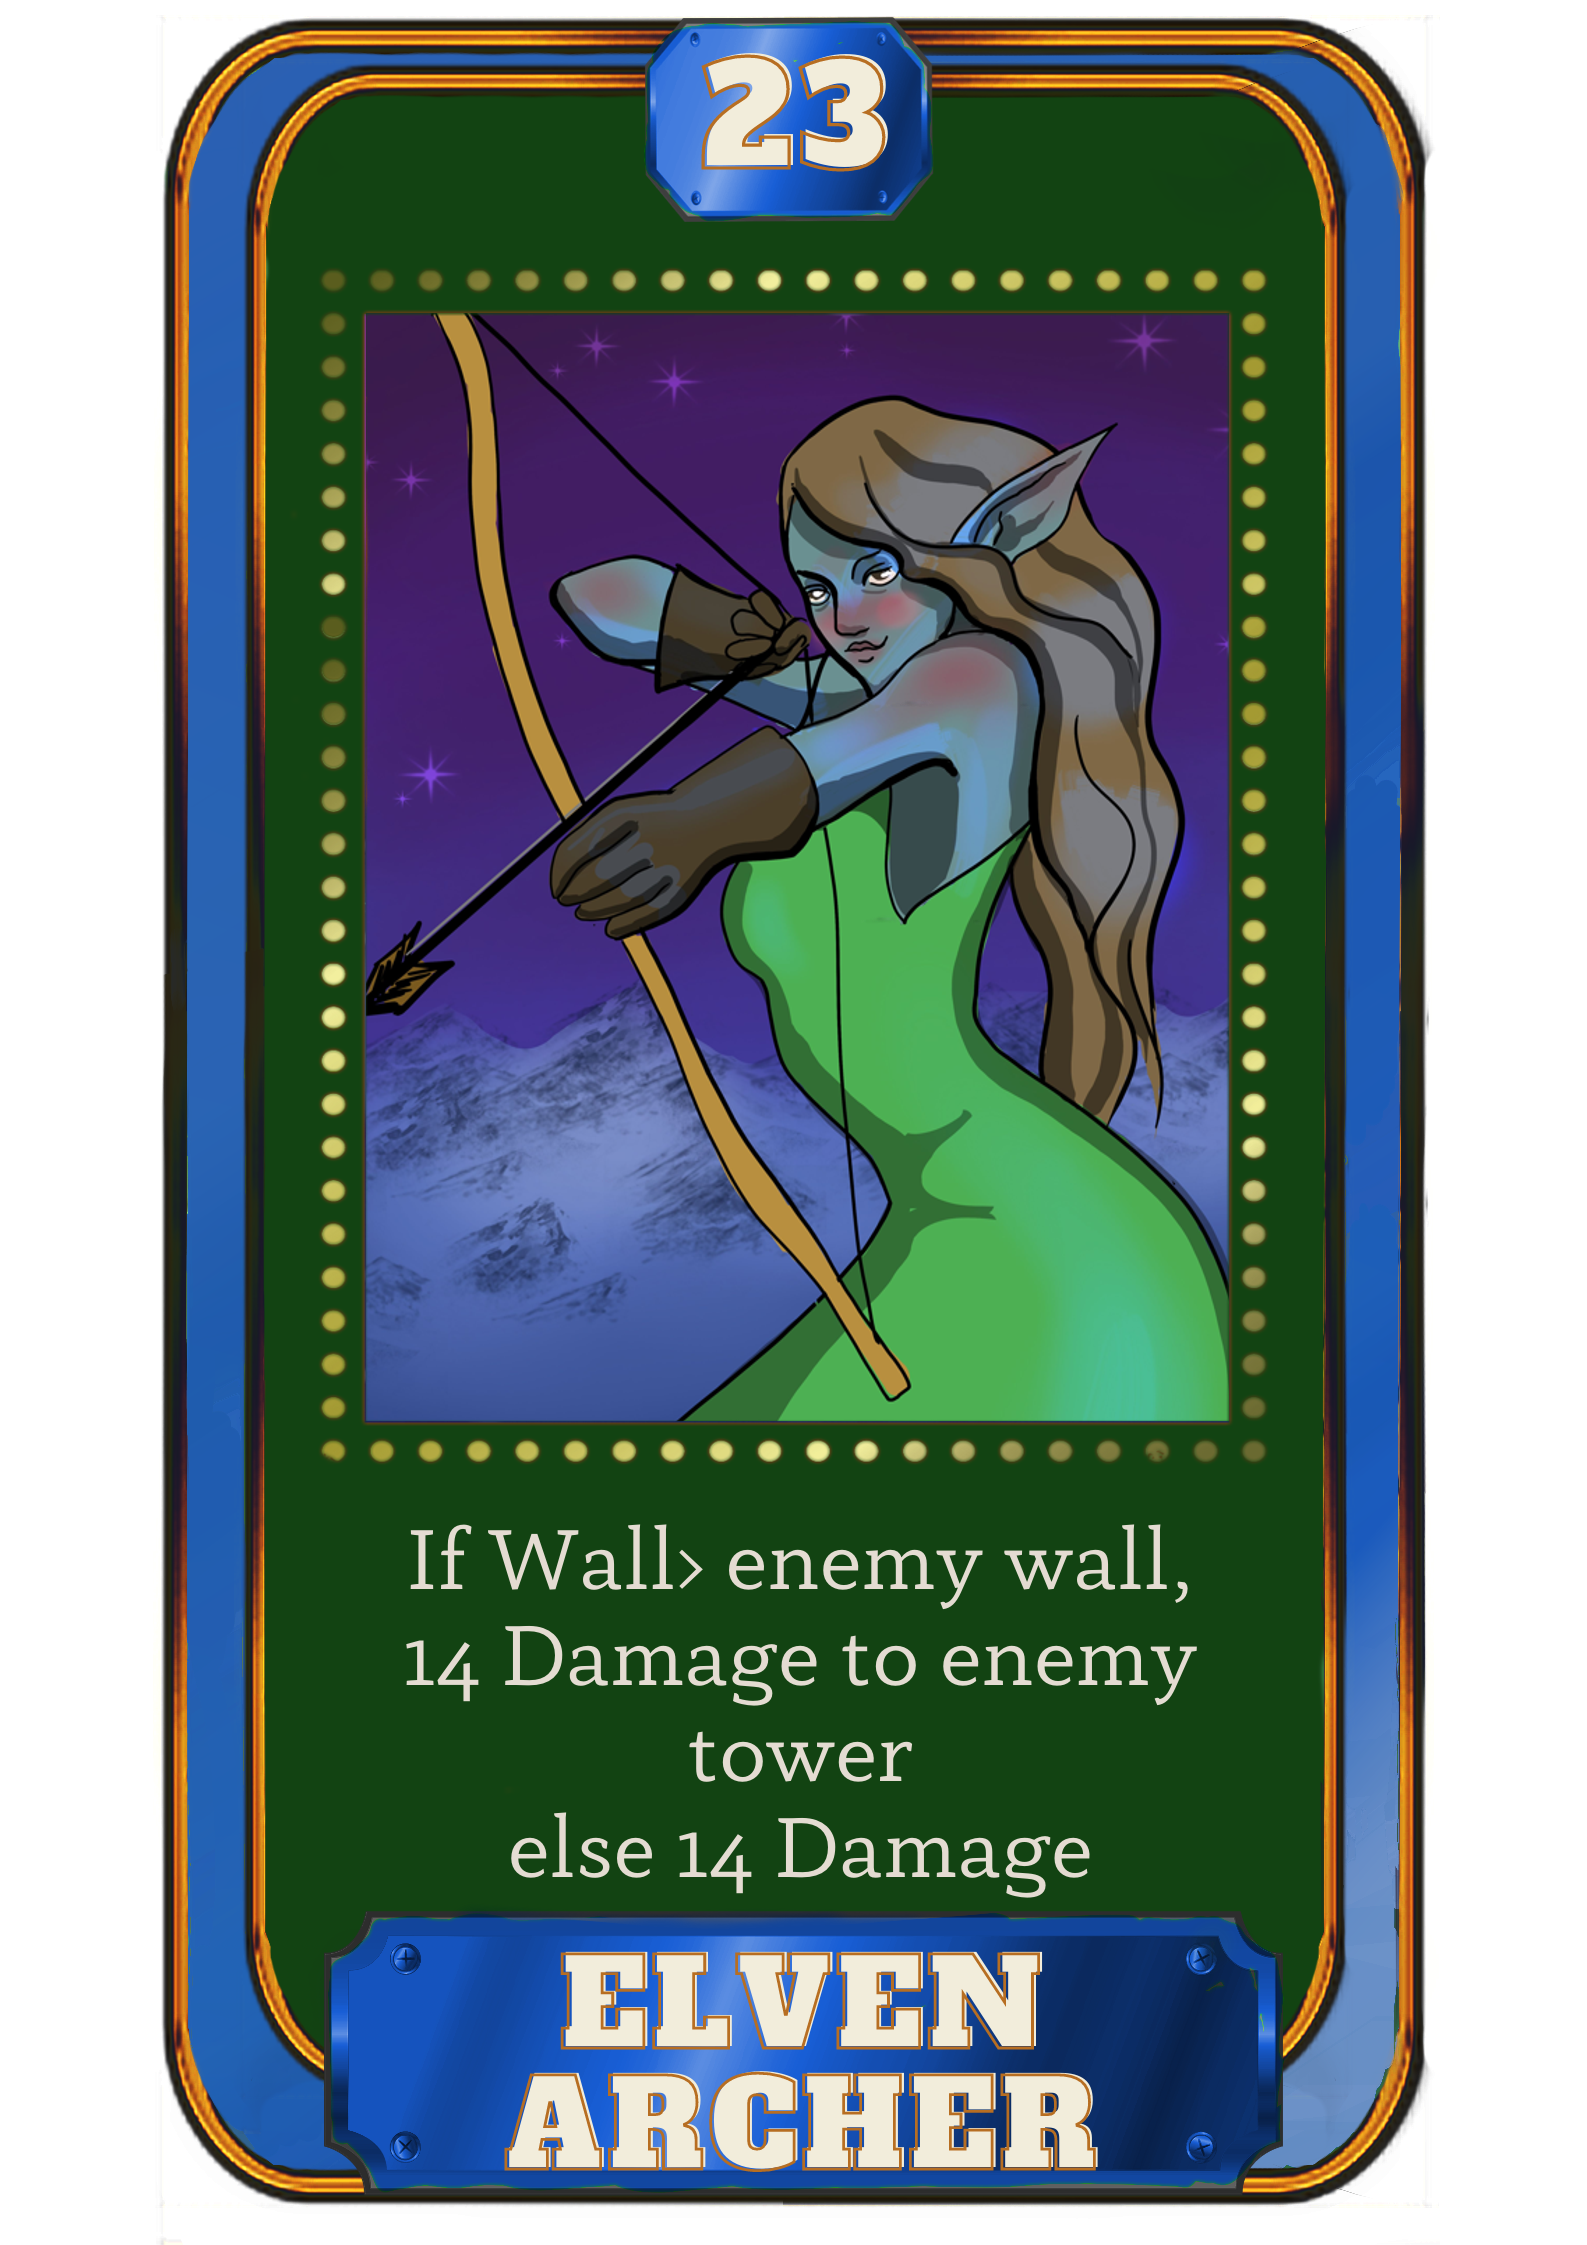 23
If Wall> enemy wall,
14 Damage to enemy
tower
else 14 Damage
ELVEN
ARCHER